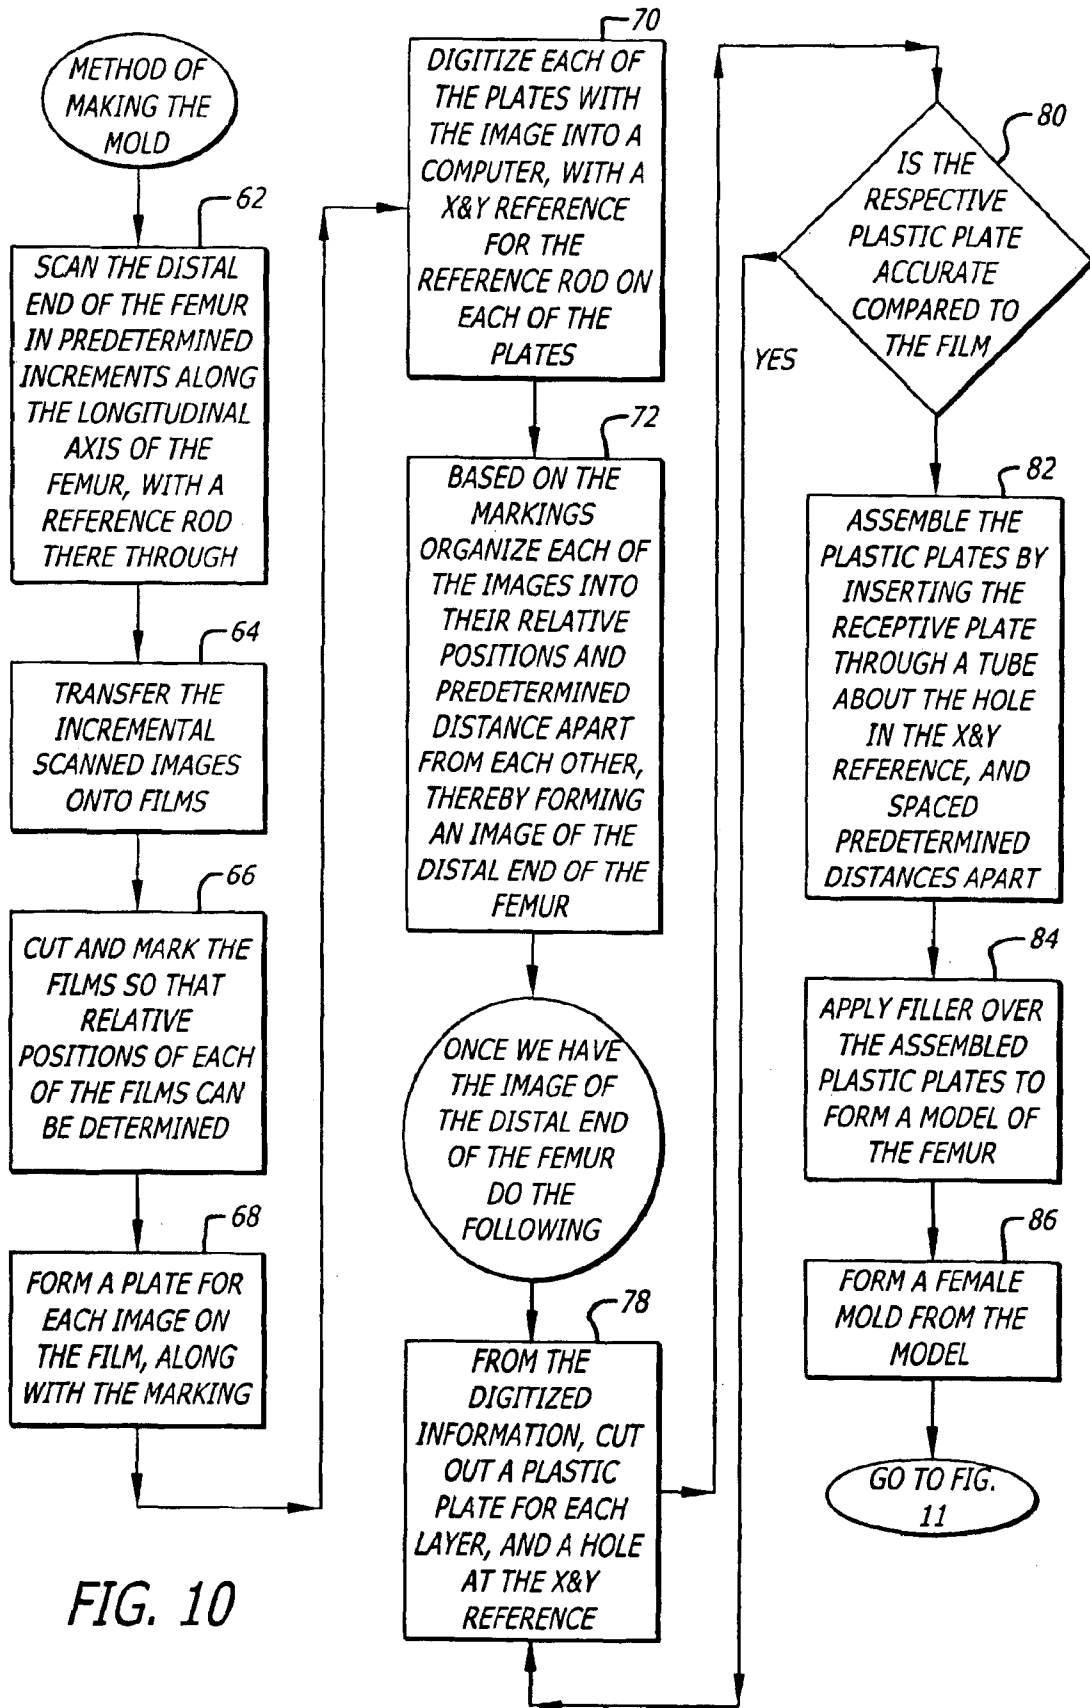 METHOD OF
MAKING THE
MOLD
62
SCAN THE DISTAL
END OF THE FEMUR
IN PREDETERMINED
INCREMENTS ALONG
THE LONGITUDINAL
AXIS OF THE
FEMUR, WITH A
REFERENCE ROD
THERE THROUGH
64
TRANSFER THE
INCREMENTAL
SCANNED IMAGES
ONTO FILMS
66
CUT AND MARK THE
FILMS SO THAT
RELATIVE
POSITIONS OF EACH
OF THE FILMS CAN
BE DETERMINED
68
FORM A PLATE FOR
EACH IMAGE ON
THE FILM, ALONG
WITH THE MARKING
70
DIGITIZE EACH OF
THE PLATES WITH
THE IMAGE INTO A
COMPUTER, WITH A
X&Y REFERENCE
FOR THE
REFERENCE ROD ON
EACH OF THE
PLATES
72
BASED ON THE
MARKINGS
ORGANIZE EACH OF
THE IMAGES INTO
THEIR RELATIVE
POSITIONS AND
PREDETERMINED
DISTANCE APART
FROM EACH OTHER,
THEREBY FORMING
AN IMAGE OF THE
DISTAL END OF THE
FEMUR
ONCE WE HAVE
THE IMAGE OF
THE DISTAL END
OF THE FEMUR
DO THE
FOLLOWING
78
FROM THE
DIGITIZED
INFORMATION, CUT
OUT A PLASTIC
PLATE FOR EACH
LAYER, AND A HOLE
AT THE X&Y
REFERENCE
80
IS THE
RESPECTIVE
PLASTIC PLATE
ACCURATE
COMPARED TO
THE FILM
YES
82
ASSEMBLE THE
PLASTIC PLATES BY
INSERTING THE
RECEPTIVE PLATE
THROUGH A TUBE
ABOUT THE HOLE
IN THE X&Y
REFERENCE, AND
SPACED
PREDETERMINED
DISTANCES APART
84
APPLY FILLER OVER
THE ASSEMBLED
PLASTIC PLATES TO
FORM A MODEL OF
THE FEMUR
86
FORM A FEMALE
MOLD FROM THE
MODEL
GO TO FIG.
11
FIG. 10